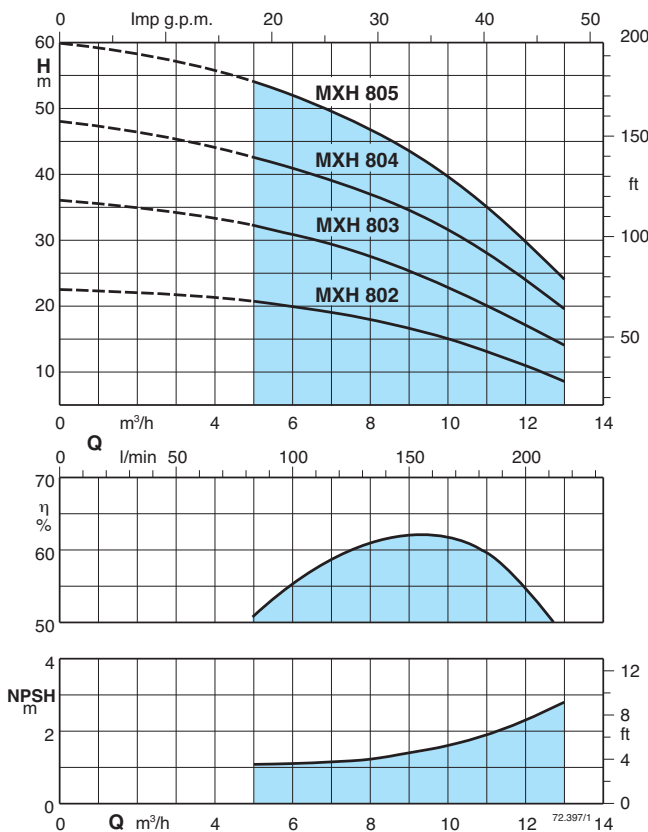 0 Imp g.p.m. 20 30 40 50
60 200
H
m
50
MXH 805
150
MXH 804
40
ft
MXH 803
30 100
MXH 802
20
50
10
0 m³/h 4 6 8 10 12 14
Q
0 l/min 50 100 150 200
70
η
%
60
50
4
12
NPSH
m
8
ft
2
4
0 0
0 Q m³/h 4 6 8 10 12 72.397/1 14